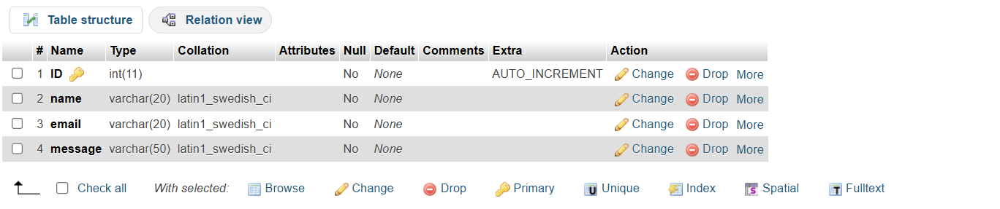 Table structure Relation view
# Name Type Collation Attributes Null Default Comments Extra Action
1 ID int(11) No None AUTO_INCREMENT Change Drop More
2 name varchar(20) latin1_swedish_ci No None Change Drop More
3 email varchar(20) latin1_swedish_ci No None Change Drop More
4 message varchar(50) latin1_swedish_ci No None Change Drop More
Check all With selected: Browse Change Drop Primary U Unique Index S Spatial T Fulltext